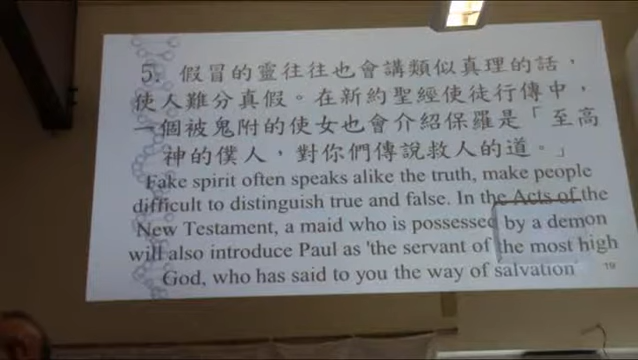 5. 假冒的靈往往也會講類似真理的話，
使人難分真假。在新約聖經使徒行傳中，
一個被鬼附的使女也會介紹保羅是「至高
神的僕人，對你們傳說救人的道。」
Fake spirit often speaks alike the truth, make people
difficult to distinguish true and false. In the Acts of the
New Testament, a maid who is possessed by a demon
will also introduce Paul as 'the servant of the most high
God, who has said to you the way of salvation'
19